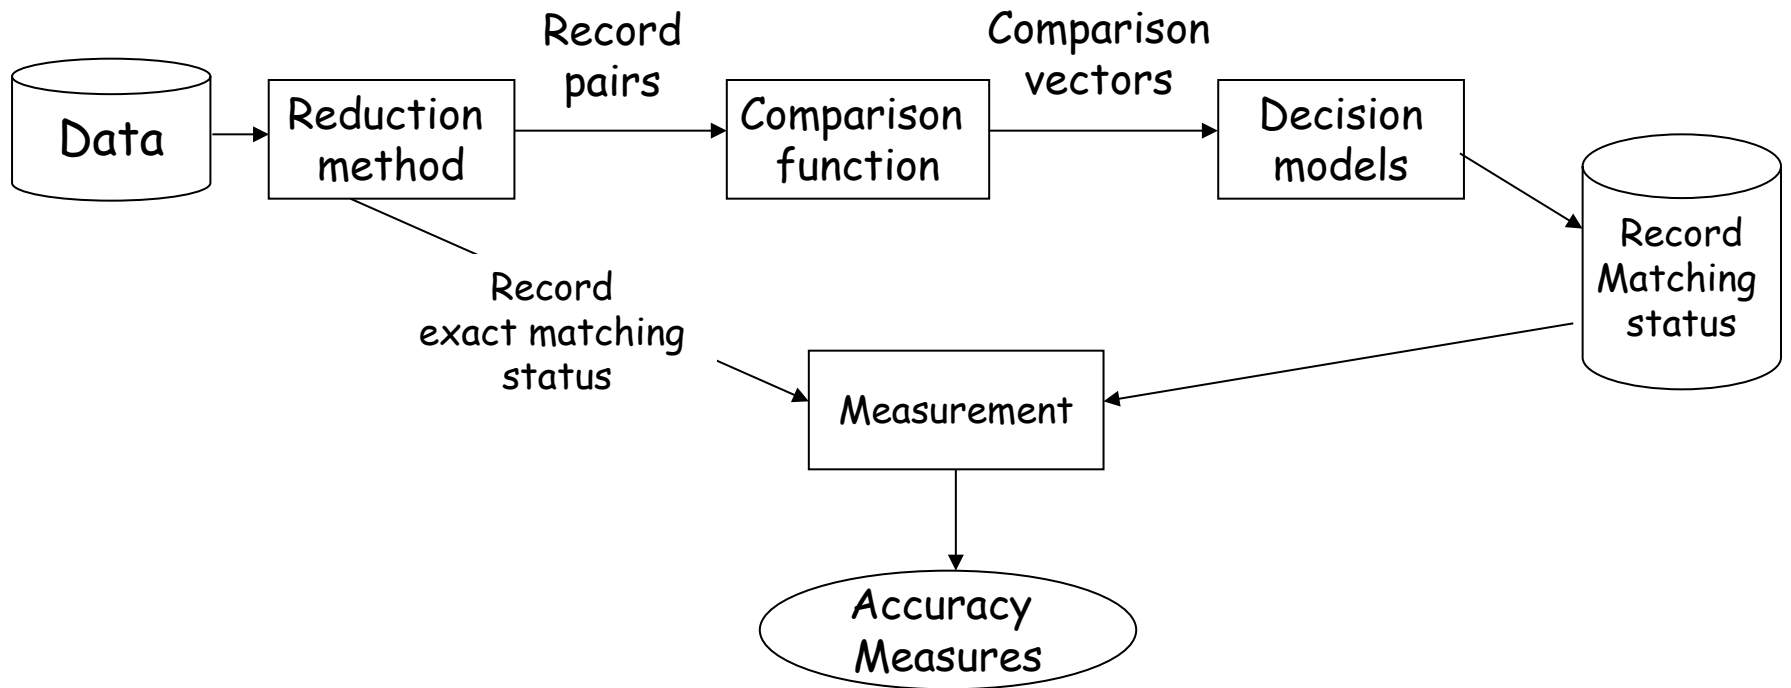 Data
Reduction
method
Record
pairs
Comparison
function
Comparison
vectors
Decision
models
Record
Matching
status
Record
exact matching
status
Measurement
Accuracy
Measures